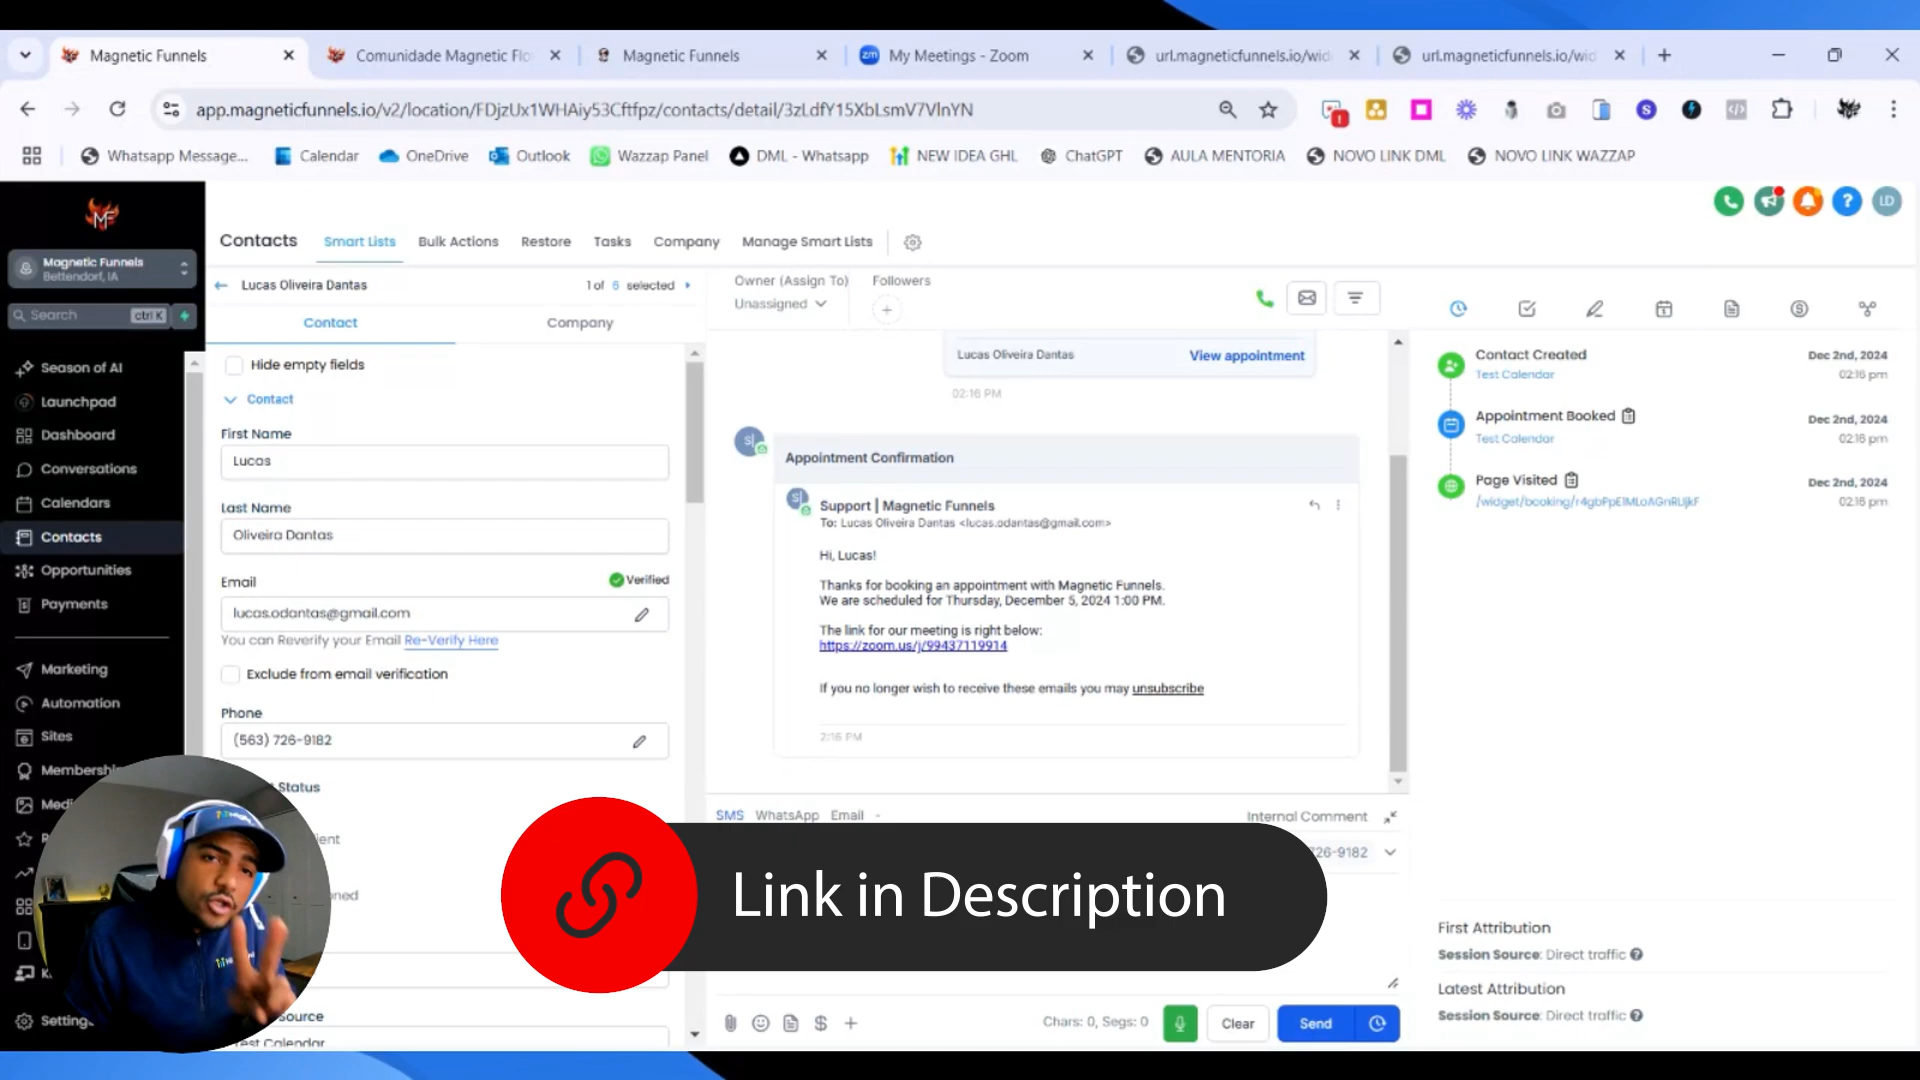 Magnetic Funnels
Comunidade Magnetic Flo
Magnetic Funnels
zm My Meetings - Zoom
url.magneticfunnels.io/wid
url.magneticfunnels.io/wid
app.magneticfunnels.io/v2/location/FDjzUx1WHAiy53Cftfpz/contacts/detail/3zLdfY15XbLsmV7VlnYN
Whatsapp Message...
Calendar
OneDrive
Outlook
Wazzap Panel
DML - Whatsapp
NEW IDEA GHL
ChatGPT
AULA MENTORIA
NOVO LINK DML
NOVO LINK WAZZAP
MF
Magnetic Funnels
Bettendorf, IA
Search
ctrl K
Season of AI
Launchpad
Dashboard
Conversations
Calendars
Contacts
Opportunities
Payments
Marketing
Automation
Sites
Membershi
Medi
Setting
Contacts
Smart Lists
Bulk Actions
Restore
Tasks
Company
Manage Smart Lists
LD
Lucas Oliveira Dantas
1 of 6 selected
Contact
Company
Hide empty fields
Contact
First Name
Lucas
Last Name
Oliveira Dantas
Email
Verified
lucas.odantas@gmail.com
You can Reverify your Email Re-Verify Here
Exclude from email verification
Phone
(563) 726-9182
Status
ient
ned
source
Test Calendar
Owner (Assign To)
Unassigned
Followers
Lucas Oliveira Dantas
View appointment
02:16 PM
Appointment Confirmation
Support | Magnetic Funnels
To: Lucas Oliveira Dantas <lucas.odantas@gmail.com>
Hi, Lucas!
Thanks for booking an appointment with Magnetic Funnels.
We are scheduled for Thursday, December 5, 2024 1:00 PM.
The link for our meeting is right below:
https://zoom.us/j/99437119914
If you no longer wish to receive these emails you may unsubscribe
2:16 PM
SMS
WhatsApp
Email
Internal Comment
726-9182
Link in Description
Chars: 0, Segs: 0
Clear
Send
Contact Created
Test Calendar
Dec 2nd, 2024
02:16 pm
Appointment Booked
Test Calendar
Dec 2nd, 2024
02:16 pm
Page Visited
/widget/booking/r4gbPpE1MLoAGnRUjkF
Dec 2nd, 2024
02:16 pm
First Attribution
Session Source: Direct traffic
Latest Attribution
Session Source: Direct traffic